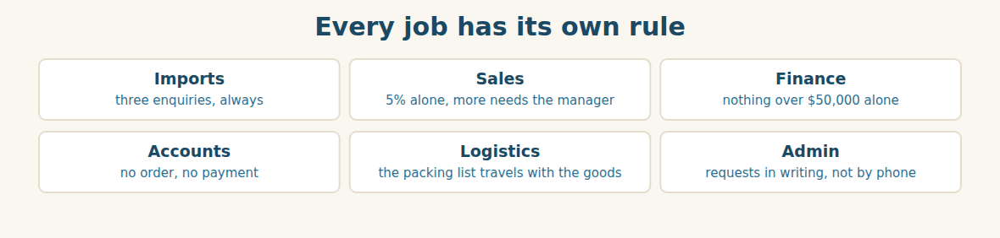 Every job has its own rule
Imports
three enquiries, always
Sales
5% alone, more needs the manager
Finance
nothing over $50,000 alone
Accounts
no order, no payment
Logistics
the packing list travels with the goods
Admin
requests in writing, not by phone